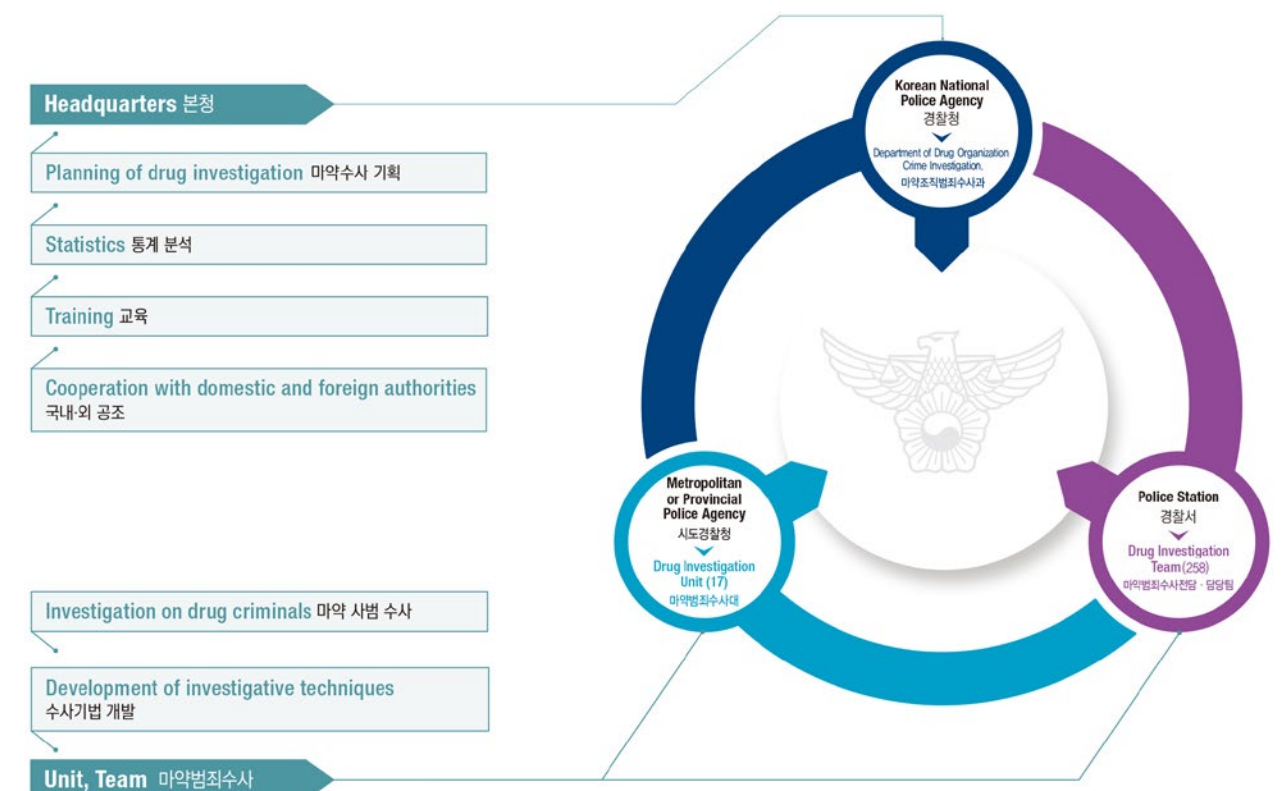 Headquarters 본청
Planning of drug investigation 마약수사 기획
Statistics 통계 분석
Training 교육
Cooperation with domestic and foreign authorities
국내·외 공조
Investigation on drug criminals 마약 사범 수사
Development of investigative techniques
수사기법 개발
Unit, Team 마약범죄수사
Korean National
Police Agency
경찰청
Department of Drug Organization
Crime Investigation.
마약조직범죄수사과
Metropolitan
or Provincial
Police Agency
시도경찰청
Drug Investigation
Unit (17)
마약범죄수사대
Police Station
경찰서
Drug Investigation
Team(258)
마약범죄수사전담·담당팀